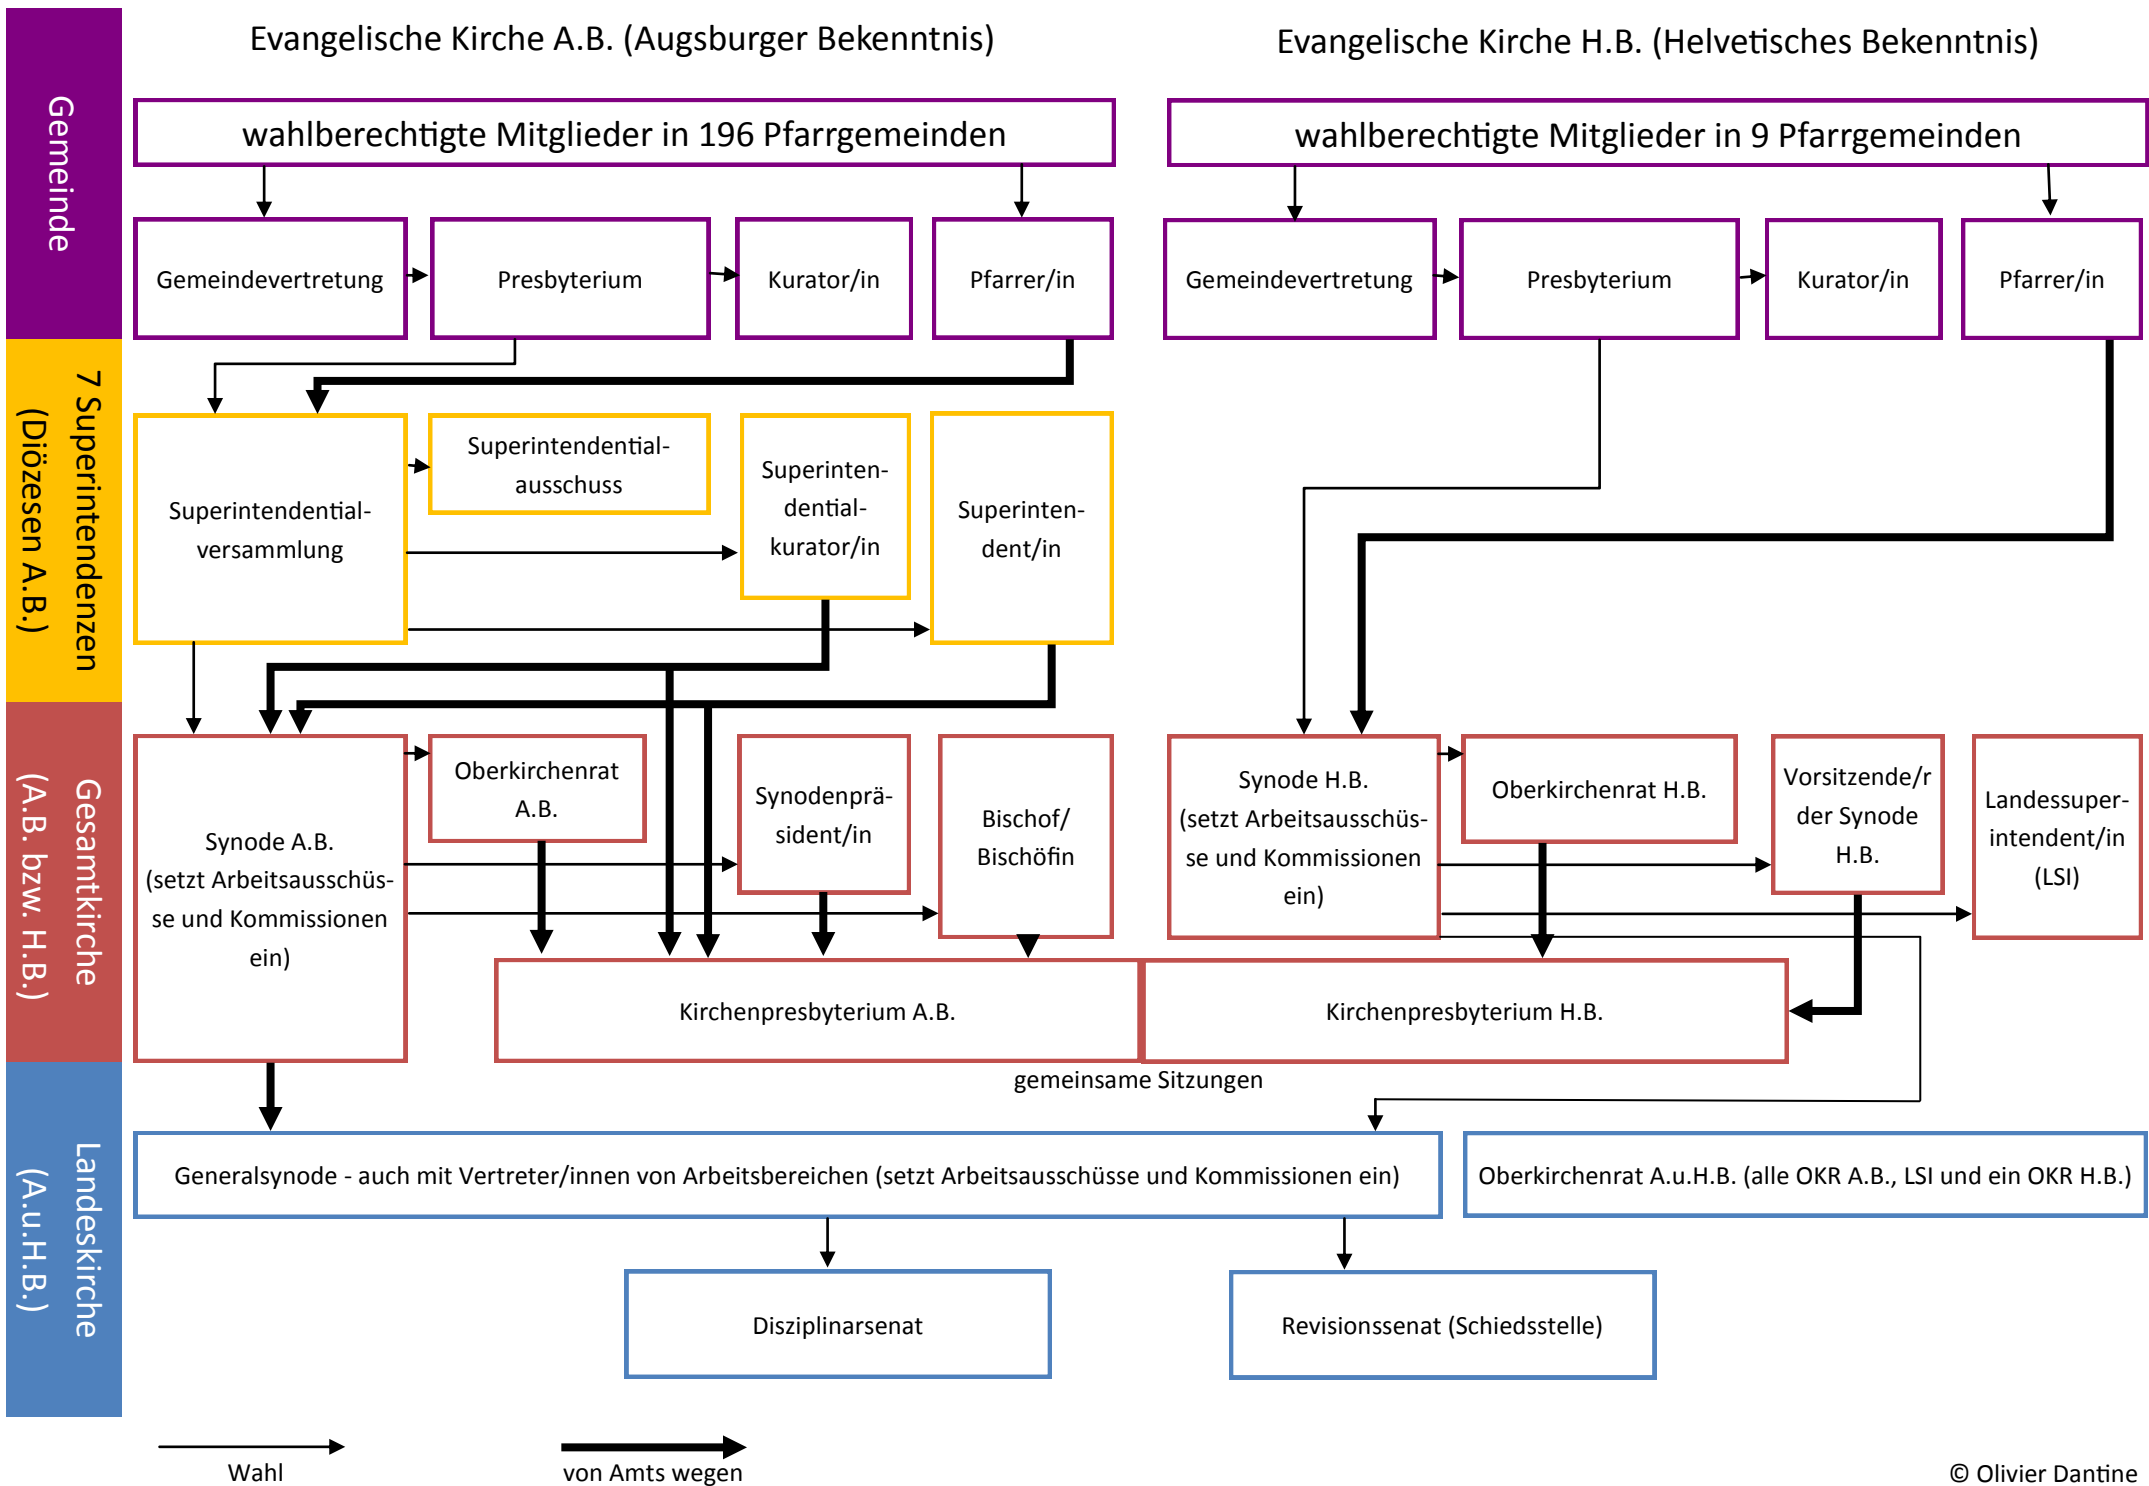 Evangelische Kirche A.B. (Augsburger Bekenntnis)
Evangelische Kirche H.B. (Helvetisches Bekenntnis)
Gemeinde
wahlberechtigte Mitglieder in 196 Pfarrgemeinden
wahlberechtigte Mitglieder in 9 Pfarrgemeinden
Gemeindevertretung
Presbyterium
Kurator/in
Pfarrer/in
Gemeindevertretung
Presbyterium
Kurator/in
Pfarrer/in
7 Superintendenzen
(Diözesen A.B.)
Superintendential-
versammlung
Superintendential-
ausschuss
Superinten-
dential-
kurator/in
Superinten-
dent/in
Gesamtkirche
(A.B. bzw. H.B.)
Synode A.B.
(setzt Arbeitsausschüs-
se und Kommissionen
ein)
Oberkirchenrat
A.B.
Synodenprä-
sident/in
Bischof/
Bischöfin
Synode H.B.
(setzt Arbeitsausschüs-
se und Kommissionen
ein)
Oberkirchenrat H.B.
Vorsitzende/r
der Synode
H.B.
Landessuper-
intendent/in
(LSI)
Kirchenpresbyterium A.B.
Kirchenpresbyterium H.B.
gemeinsame Sitzungen
Landeskirche
(A.u.H.B.)
Generalsynode - auch mit Vertreter/innen von Arbeitsbereichen (setzt Arbeitsausschüsse und Kommissionen ein)
Oberkirchenrat A.u.H.B. (alle OKR A.B., LSI und ein OKR H.B.)
Disziplinarsenat
Revisionssenat (Schiedsstelle)
Wahl
von Amts wegen
© Olivier Dantine